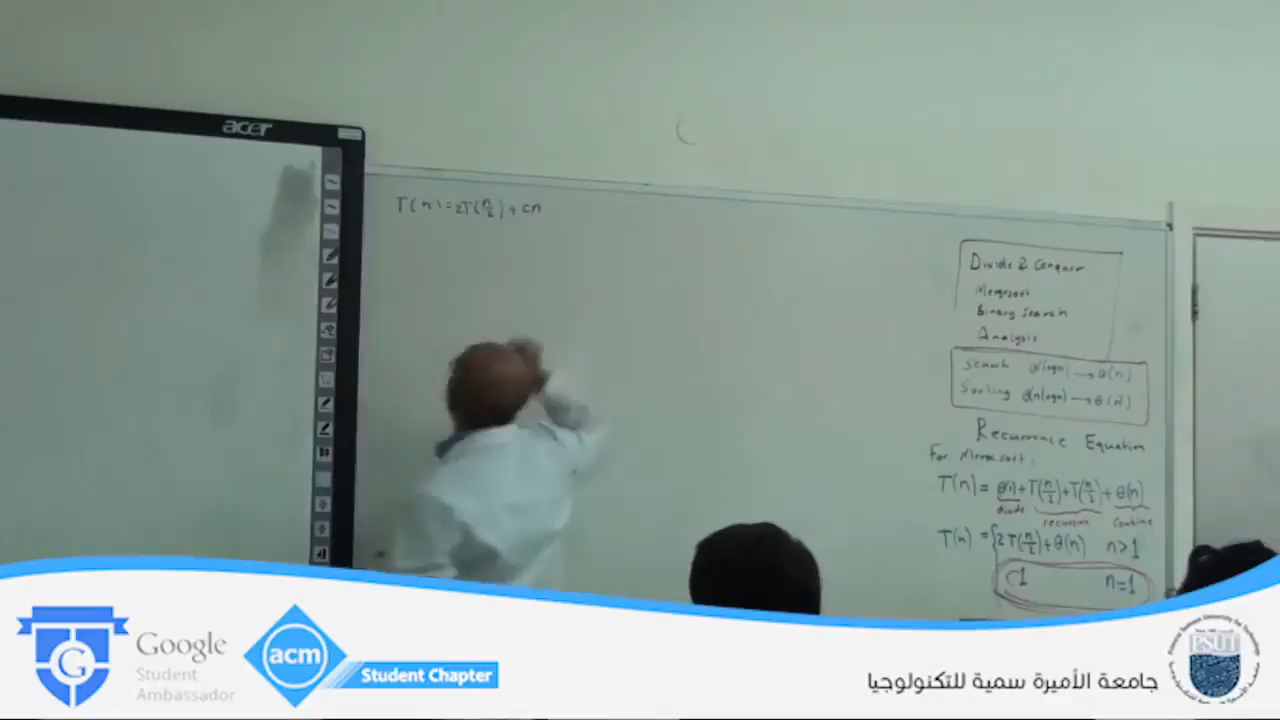 acer
T(n)=2T(n/2)+cn
Divide & Conquer
Mergesort
Binary Search
Analysis
Search θ(logn) → θ(n)
Sorting θ(nlogn) → θ(n)
Recurrence Equation
For Mergesort:
T(n) = θ(1)+T(n/2)+T(n/2)+θ(n)
divide recursion Combine
T(n) = {2T(n/2)+θ(n) n>1
c1 n=1
Google
Student
Ambassador
G
acm
Student Chapter
جامعة الأميرة سمية للتكنولوجيا
PSUT